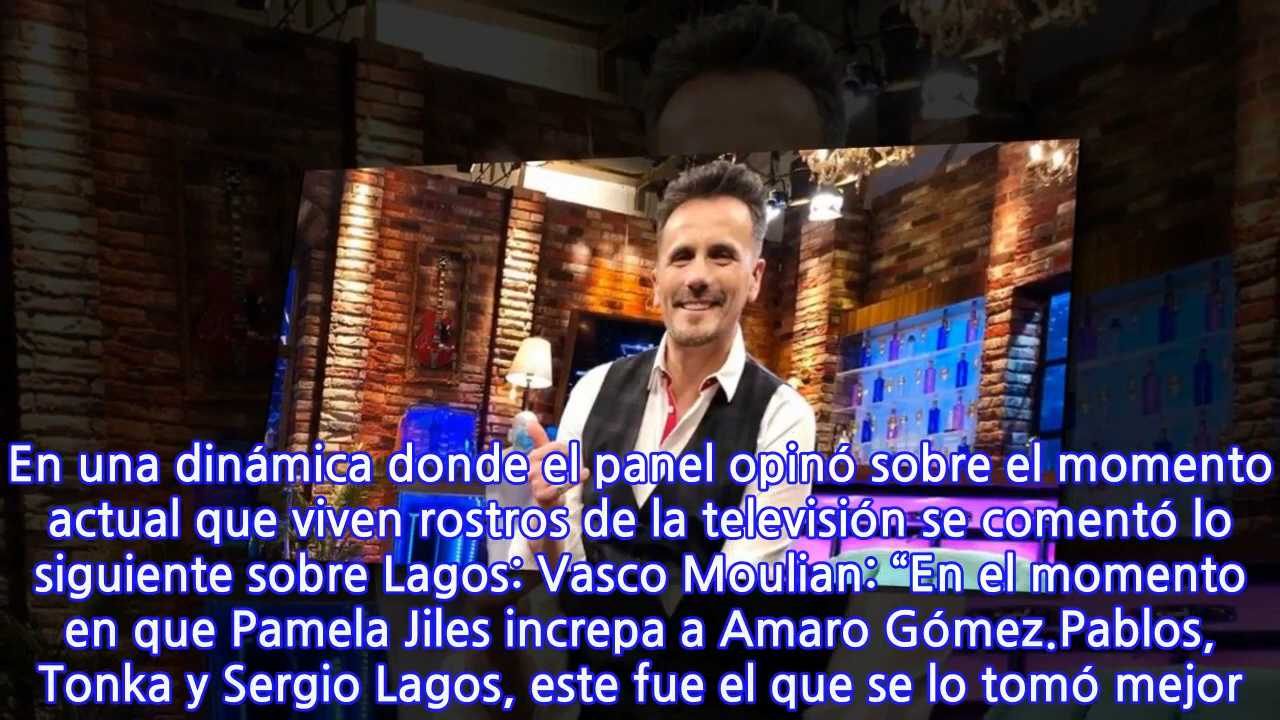 En una dinámica donde el panel opinó sobre el momento
actual que viven rostros de la televisión se comentó lo
siguiente sobre Lagos: Vasco Moulian: “En el momento
en que Pamela Jiles increpa a Amaro Gómez.Pablos,
Tonka y Sergio Lagos, este fue el que se lo tomó mejor